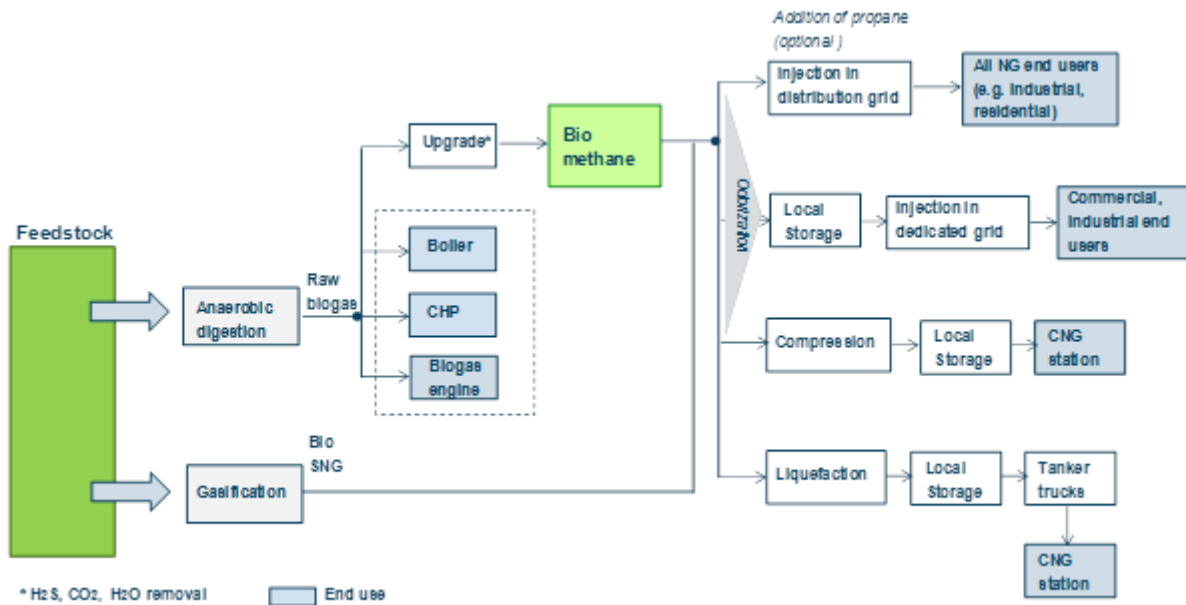 Addition of propane
(optional )
Injection in
distribution grid
All NG end users
(e.g. industrial,
residential)
Upgrade*
Bio
methane
Odorization
Local
Storage
Injection in
dedicated grid
Commercial,
industrial end
users
Feedstock
Boiler
Raw
biogas
Anaerobic
digestion
CHP
Compression
Local
Storage
CNG
station
Biogas
engine
Bio
SNG
Gasification
Liquefaction
Local
Storage
Tanker
trucks
CNG
station
* H2S, CO2, H2O removal
End use